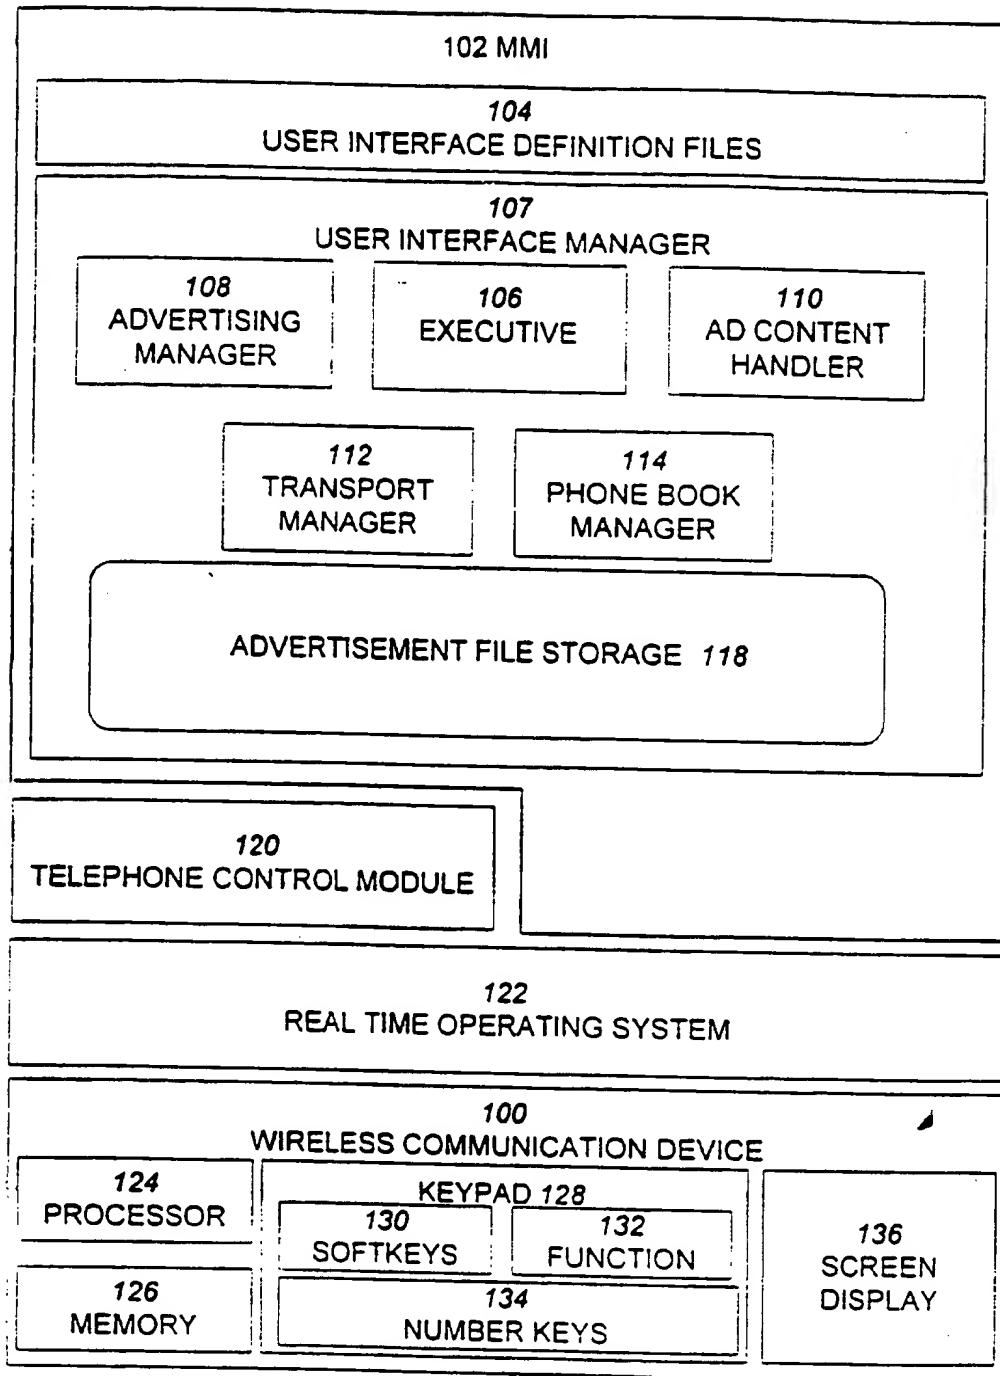 102 MMI
104
USER INTERFACE DEFINITION FILES
107
USER INTERFACE MANAGER
108
ADVERTISING
MANAGER
106
EXECUTIVE
110
AD CONTENT
HANDLER
112
TRANSPORT
MANAGER
114
PHONE BOOK
MANAGER
ADVERTISEMENT FILE STORAGE 118
120
TELEPHONE CONTROL MODULE
122
REAL TIME OPERATING SYSTEM
100
WIRELESS COMMUNICATION DEVICE
124
PROCESSOR
126
MEMORY
KEYPAD 128
130
SOFTKEYS
132
FUNCTION
134
NUMBER KEYS
136
SCREEN
DISPLAY